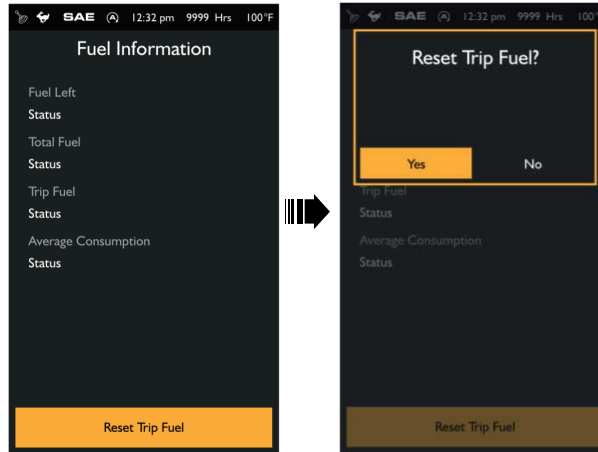 SAE A 12:32 pm 9999 Hrs 100°F
Fuel Information
Fuel Left
Status
Total Fuel
Status
Trip Fuel
Status
Average Consumption
Status
Reset Trip Fuel
SAE A 12:32 pm 9999 Hrs 100°
Reset Trip Fuel?
Yes No
Trip Fuel
Status
Average Consumption
Status
Reset Trip Fuel